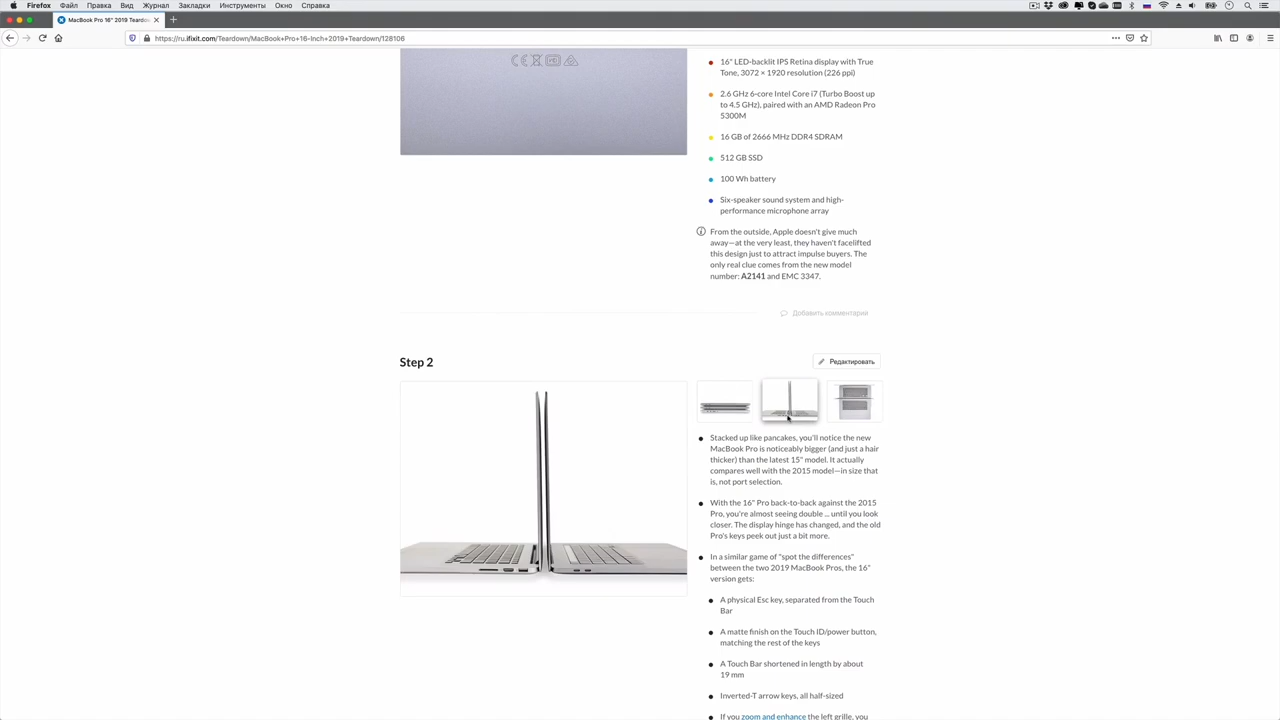 Firefox Файл Правка Вид Журнал Закладки Инструменты Окно Справка
MacBook Pro 16" 2019 Teardow
https://ru.ifixit.com/Teardown/MacBook+Pro+16-Inch+2019+Teardown/128106
16" LED-backlit IPS Retina display with True
Tone, 3072 × 1920 resolution (226 ppi)
2.6 GHz 6-core Intel Core i7 (Turbo Boost up
to 4.5 GHz), paired with an AMD Radeon Pro
5300M
16 GB of 2666 MHz DDR4 SDRAM
512 GB SSD
100 Wh battery
Six-speaker sound system and high-
performance microphone array
From the outside, Apple doesn't give much
away—at the very least, they haven't facelifted
this design just to attract impulse buyers. The
only real clue comes from the new model
number: A2141 and EMC 3347.
Добавить комментарий
Step 2
Редактировать
Stacked up like pancakes, you'll notice the new
MacBook Pro is noticeably bigger (and just a hair
thicker) than the latest 15" model. It actually
compares well with the 2015 model—in size that
is, not port selection.
With the 16" Pro back-to-back against the 2015
Pro, you're almost seeing double ... until you look
closer. The display hinge has changed, and the old
Pro's keys peek out just a bit more.
In a similar game of "spot the differences"
between the two 2019 MacBook Pros, the 16"
version gets:
A physical Esc key, separated from the Touch
Bar
A matte finish on the Touch ID/power button,
matching the rest of the keys
A Touch Bar shortened in length by about
19 mm
Inverted-T arrow keys, all half-sized
If you zoom and enhance the left grille, you